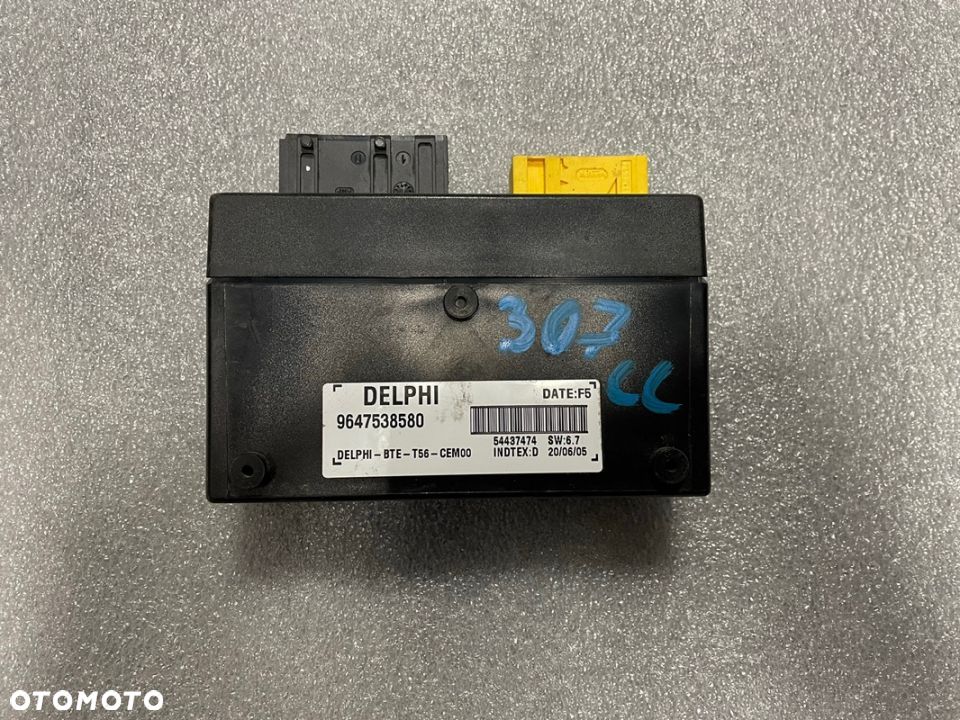 307
CC
DELPHI DATE:F5
9647538580
54437474 SW:6.7
DELPHI-BTE-T56-CEM00 INDTEX:D 20/06/05
OTOMOTO